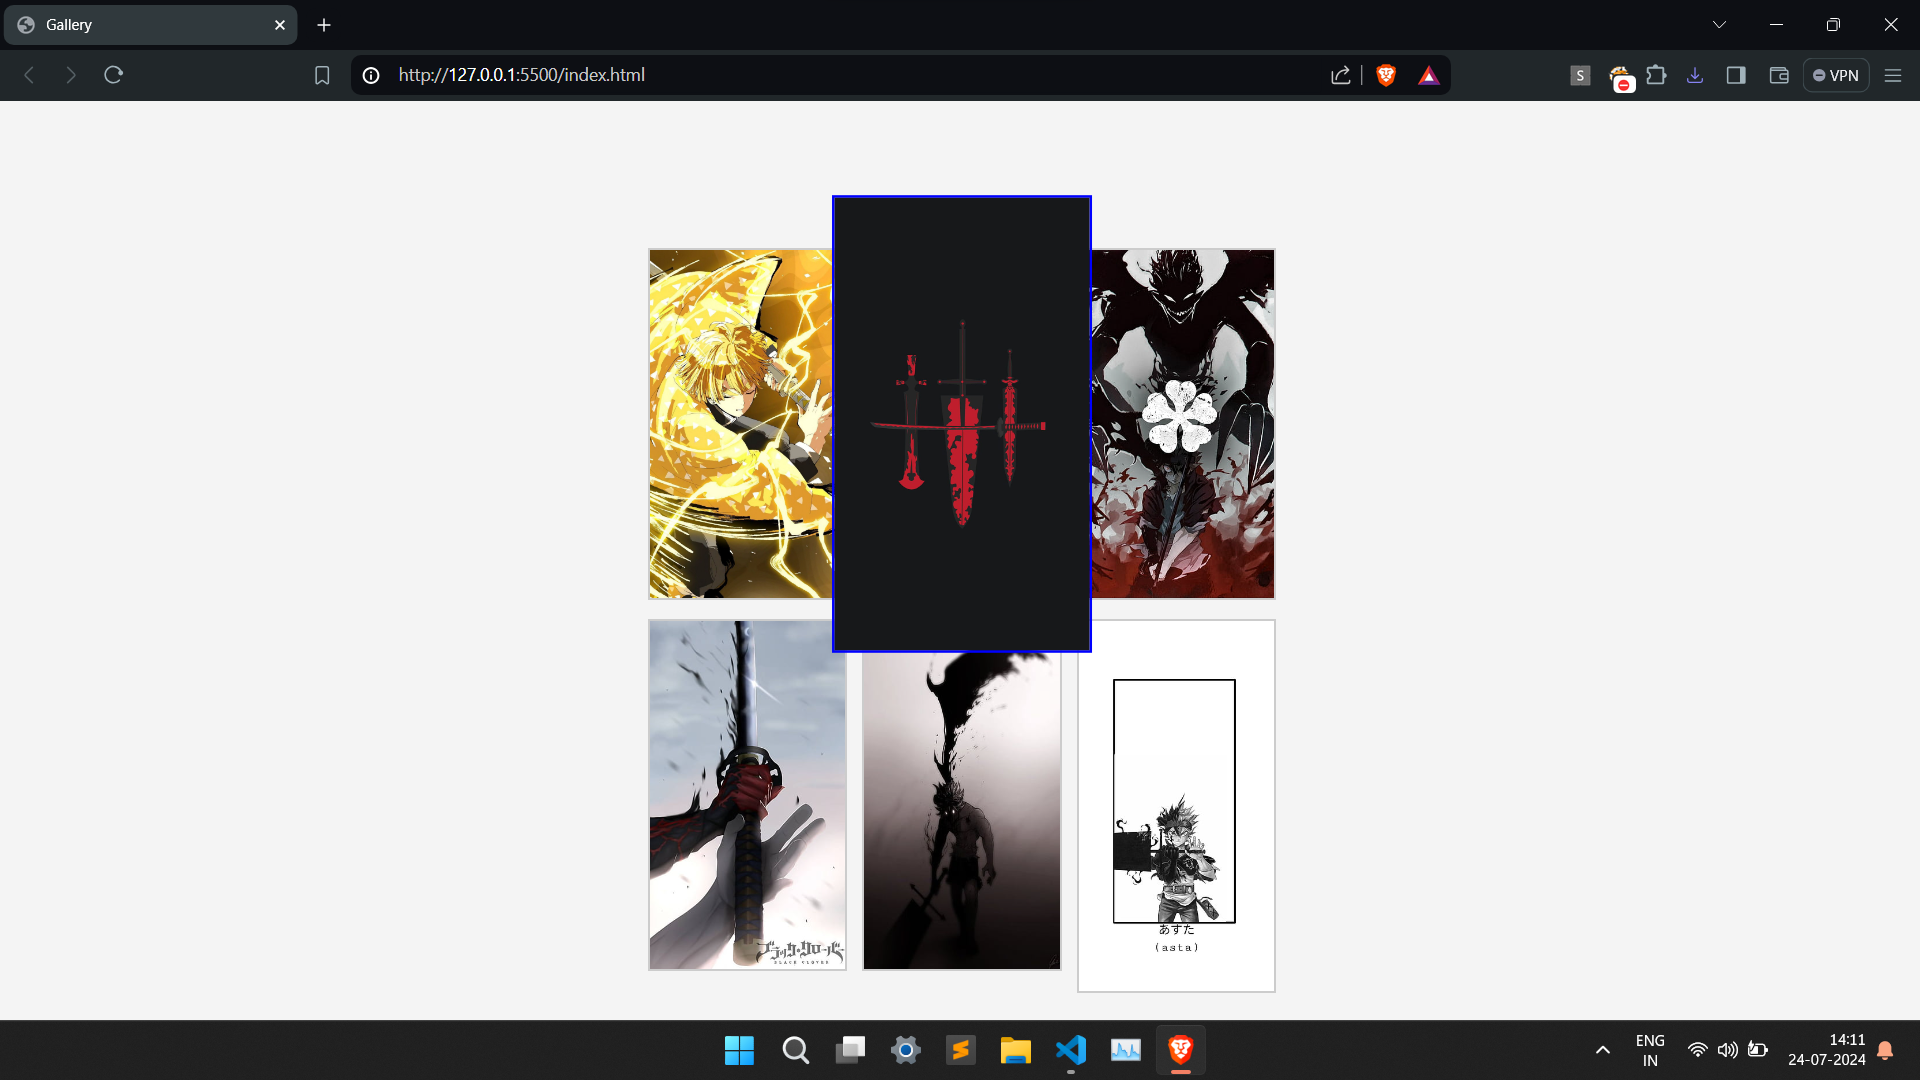 Gallery
http://127.0.0.1:5500/index.html
S
VPN
ブラック・クローバー
BLACK CLOVER
あすた
(asta)
ENG
IN
14:11
24-07-2024